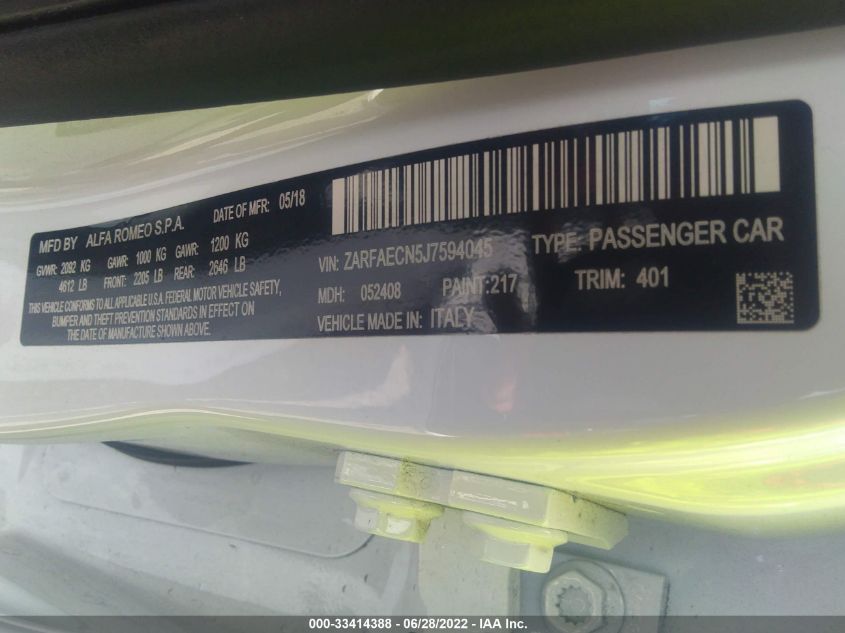 MFD BY ALFA ROMEO S.P.A. DATE OF MFR: 05/18
GVWR: 2092 KG GAWR: 1000 KG GAWR: 1200 KG
4612 LB FRONT: 2205 LB REAR: 2646 LB
THIS VEHICLE CONFORMS TO ALL APPLICABLE U.S.A. FEDERAL MOTOR VEHICLE SAFETY,
BUMPER AND THEFT PREVENTION STANDARDS IN EFFECT ON
THE DATE OF MANUFACTURE SHOWN ABOVE.
VIN: ZARFAECN5J7594045 TYPE: PASSENGER CAR
MDH: 052408 PAINT:217 TRIM: 401
VEHICLE MADE IN: ITALY
000-33414388 - 06/28/2022 - IAA Inc.